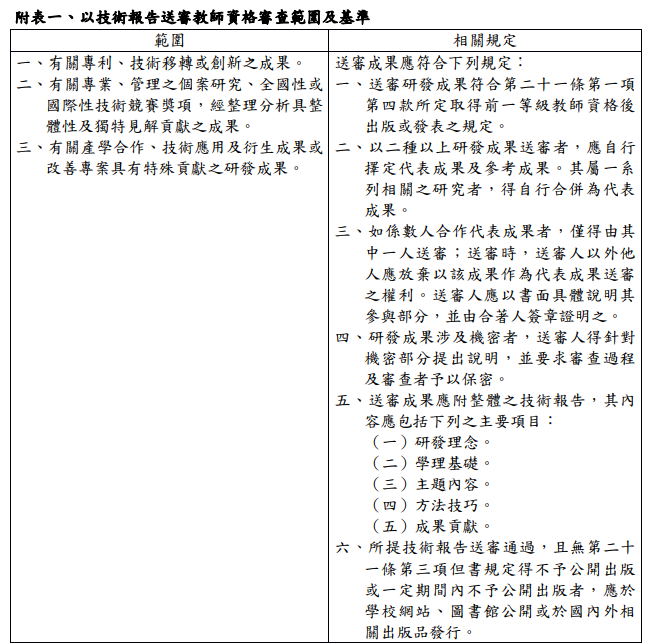 附表一、以技術報告送審教師資格審查範圍及基準
範圍
一、有關專利、技術移轉或創新之成果。
二、有關專業、管理之個案研究、全國性或
國際性技術競賽獎項，經整理分析具整
體性及獨特見解貢獻之成果。
三、有關產學合作、技術應用及衍生成果或
改善專案具有特殊貢獻之研發成果。
相關規定
送審成果應符合下列規定：
一、送審研發成果符合第二十一條第一項
第四款所定取得前一等級教師資格後
出版或發表之規定。
二、以二種以上研發成果送審者，應自行
擇定代表成果及參考成果。其屬一系
列相關之研究者，得自行合併為代表
成果。
三、如係數人合作代表成果者，僅得由其
中一人送審；送審時，送審人以外他
人應放棄以該成果作為代表成果送審
之權利。送審人應以書面具體說明其
參與部分，並由合著人簽章證明之。
四、研發成果涉及機密者，送審人得針對
機密部分提出說明，並要求審查過程
及審查者予以保密。
五、送審成果應附整體之技術報告，其內
容應包括下列之主要項目：
（一）研發理念。
（二）學理基礎。
（三）主題內容。
（四）方法技巧。
（五）成果貢獻。
六、所提技術報告送審通過，且無第二十
一條第三項但書規定得不予公開出版
或一定期間內不予公開出版者，應於
學校網站、圖書館公開或於國內外相
關出版品發行。